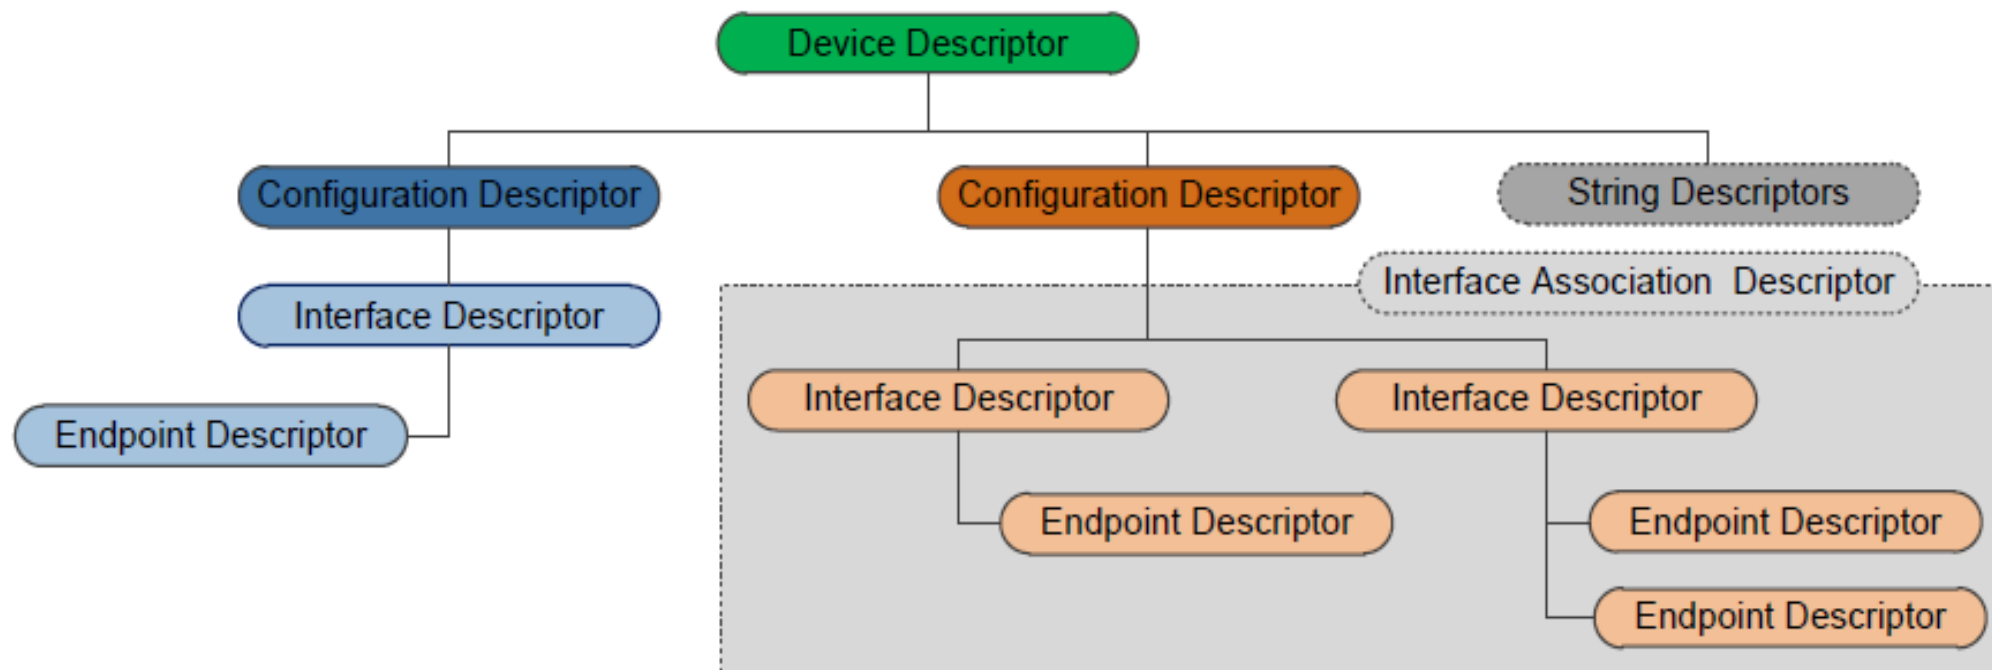 Device Descriptor
Configuration Descriptor
Configuration Descriptor
String Descriptors
Interface Association  Descriptor
Interface Descriptor
Interface Descriptor
Interface Descriptor
Endpoint Descriptor
Endpoint Descriptor
Endpoint Descriptor
Endpoint Descriptor